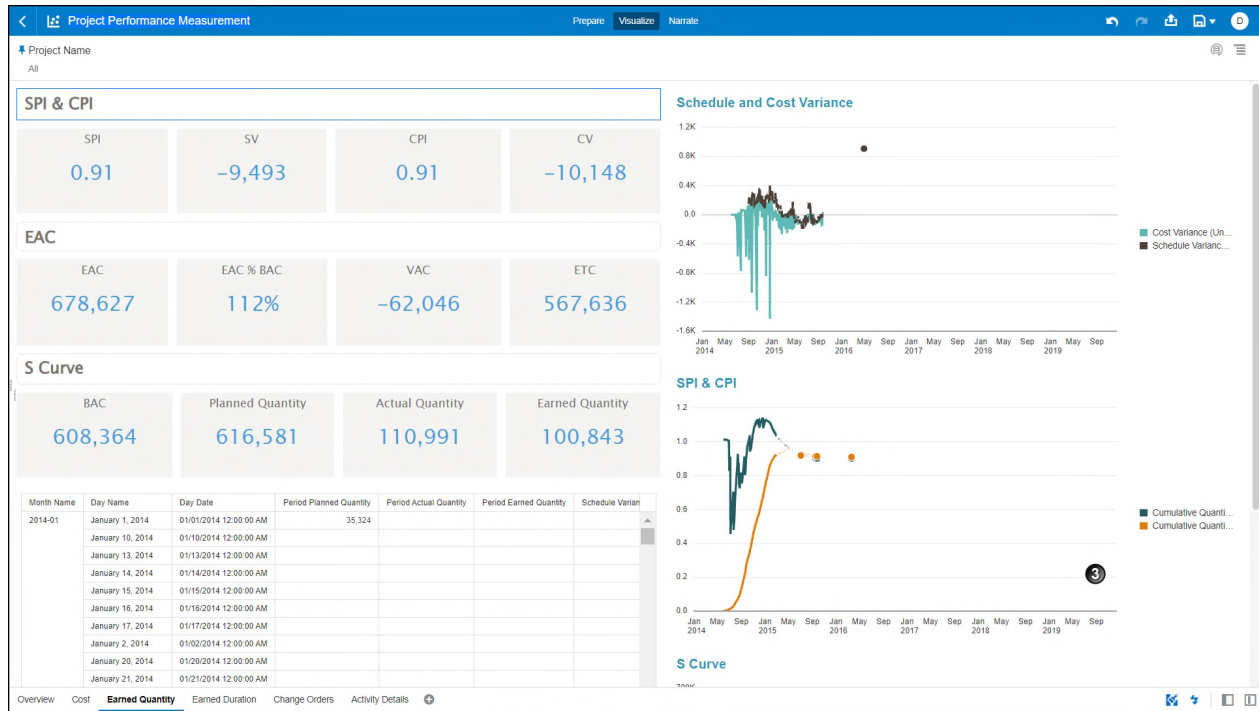 Project Performance Measurement
Prepare Visualize Narrate
D
Project Name
All
SPI & CPI
SPI SV CPI CV
0.91 −9,493 0.91 −10,148
EAC
EAC EAC % BAC VAC ETC
678,627 112% −62,046 567,636
S Curve
BAC Planned Quantity Actual Quantity Earned Quantity
608,364 616,581 110,991 100,843
Month Name Day Name Day Date Period Planned Quantity Period Actual Quantity Period Earned Quantity Schedule Varian
2014-01 January 1, 2014 01/01/2014 12:00:00 AM 35,324
January 10, 2014 01/10/2014 12:00:00 AM
January 13, 2014 01/13/2014 12:00:00 AM
January 14, 2014 01/14/2014 12:00:00 AM
January 15, 2014 01/15/2014 12:00:00 AM
January 16, 2014 01/16/2014 12:00:00 AM
January 17, 2014 01/17/2014 12:00:00 AM
January 2, 2014 01/02/2014 12:00:00 AM
January 20, 2014 01/20/2014 12:00:00 AM
January 21, 2014 01/21/2014 12:00:00 AM
Schedule and Cost Variance
1.2K
0.8K
0.4K
0.0
-0.4K
-0.8K
-1.2K
-1.6K
Jan May Sep Jan May Sep Jan May Sep Jan May Sep Jan May Sep Jan May Sep
2014 2015 2016 2017 2018 2019
Cost Variance (Un...
Schedule Varianc...
SPI & CPI
1.2
1.0
0.8
0.6
0.4
0.2
0.0
Jan May Sep Jan May Sep Jan May Sep Jan May Sep Jan May Sep Jan May Sep
2014 2015 2016 2017 2018 2019
Cumulative Quanti...
Cumulative Quanti...
3
S Curve
Overview Cost Earned Quantity Earned Duration Change Orders Activity Details